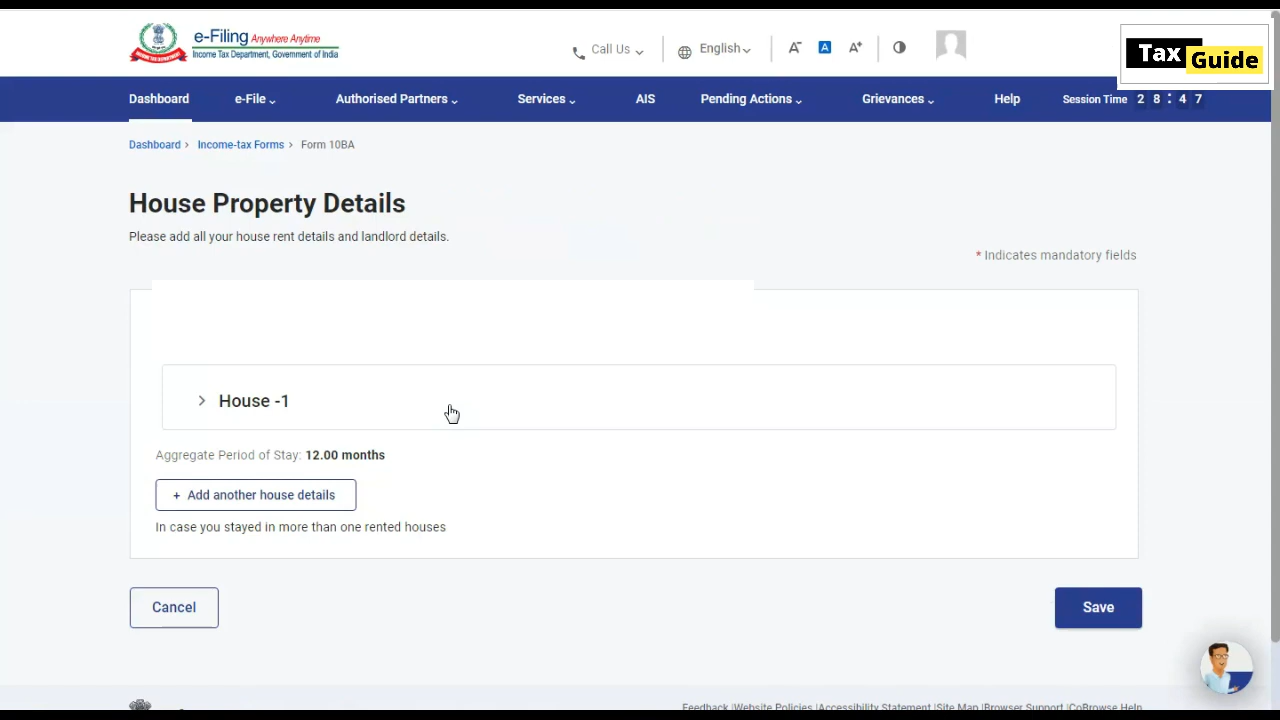 e-Filing Anywhere Anytime
Income Tax Department, Government of India
Call Us
English
A-
A
A+
Tax
Guide
Dashboard
e-File
Authorised Partners
Services
AIS
Pending Actions
Grievances
Help
Session Time 2 8 : 4 7
Dashboard › Income-tax Forms › Form 10BA
House Property Details
Please add all your house rent details and landlord details.
* Indicates mandatory fields
House -1
Aggregate Period of Stay: 12.00 months
+ Add another house details
In case you stayed in more than one rented houses
Cancel
Save
Feedback |Website Policies |Accessibility Statement |Site Map |Browser Support |CoBrowse Help